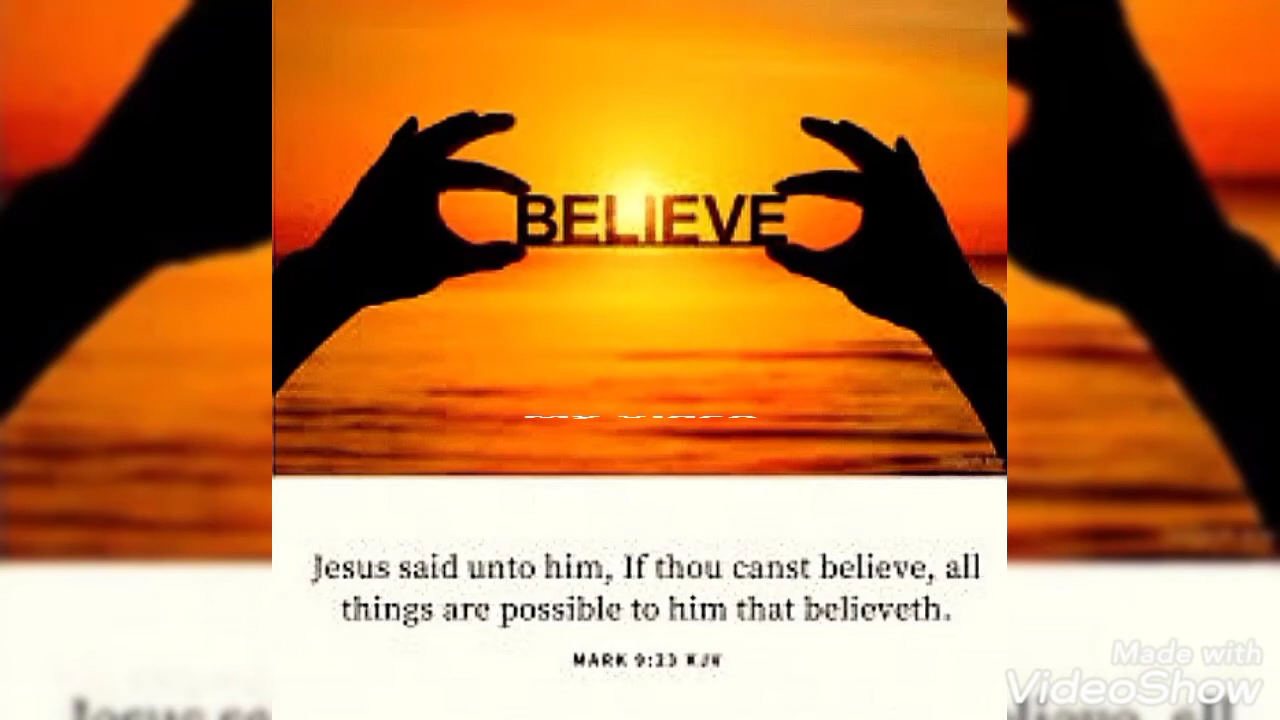 BELIEVE
Jesus said unto him, If thou canst believe, all
things are possible to him that believeth.
MARK 9:23 KJV
Made with
VideoShow